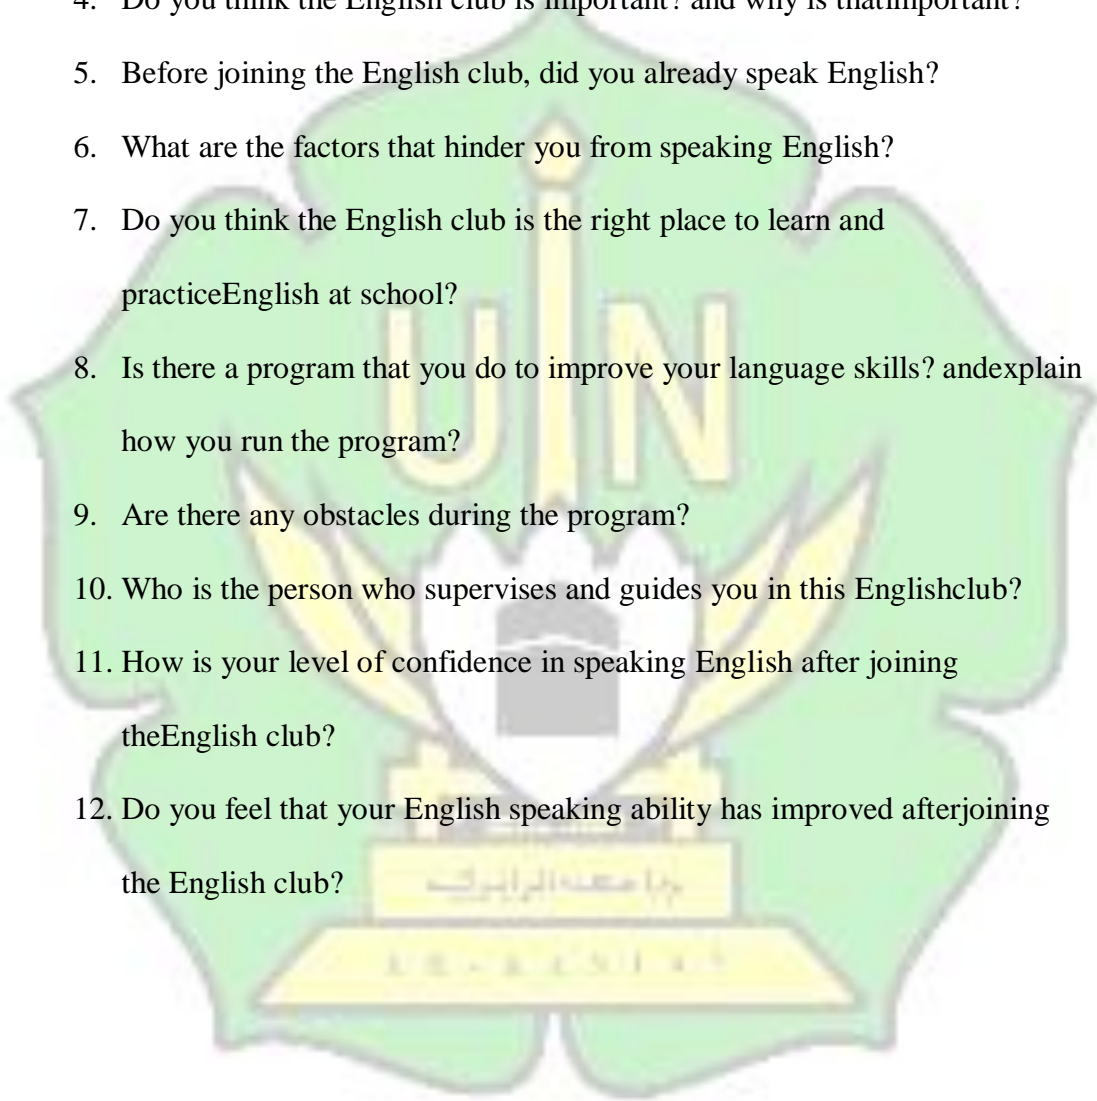 4. Do you think the English club is important? and why is thatimportant?
5. Before joining the English club, did you already speak English?
6. What are the factors that hinder you from speaking English?
7. Do you think the English club is the right place to learn and
practiceEnglish at school?
UIN
8. Is there a program that you do to improve your language skills? andexplain
how you run the program?
9. Are there any obstacles during the program?
10. Who is the person who supervises and guides you in this Englishclub?
11. How is your level of confidence in speaking English after joining
theEnglish club?
12. Do you feel that your English speaking ability has improved afterjoining
the English club?